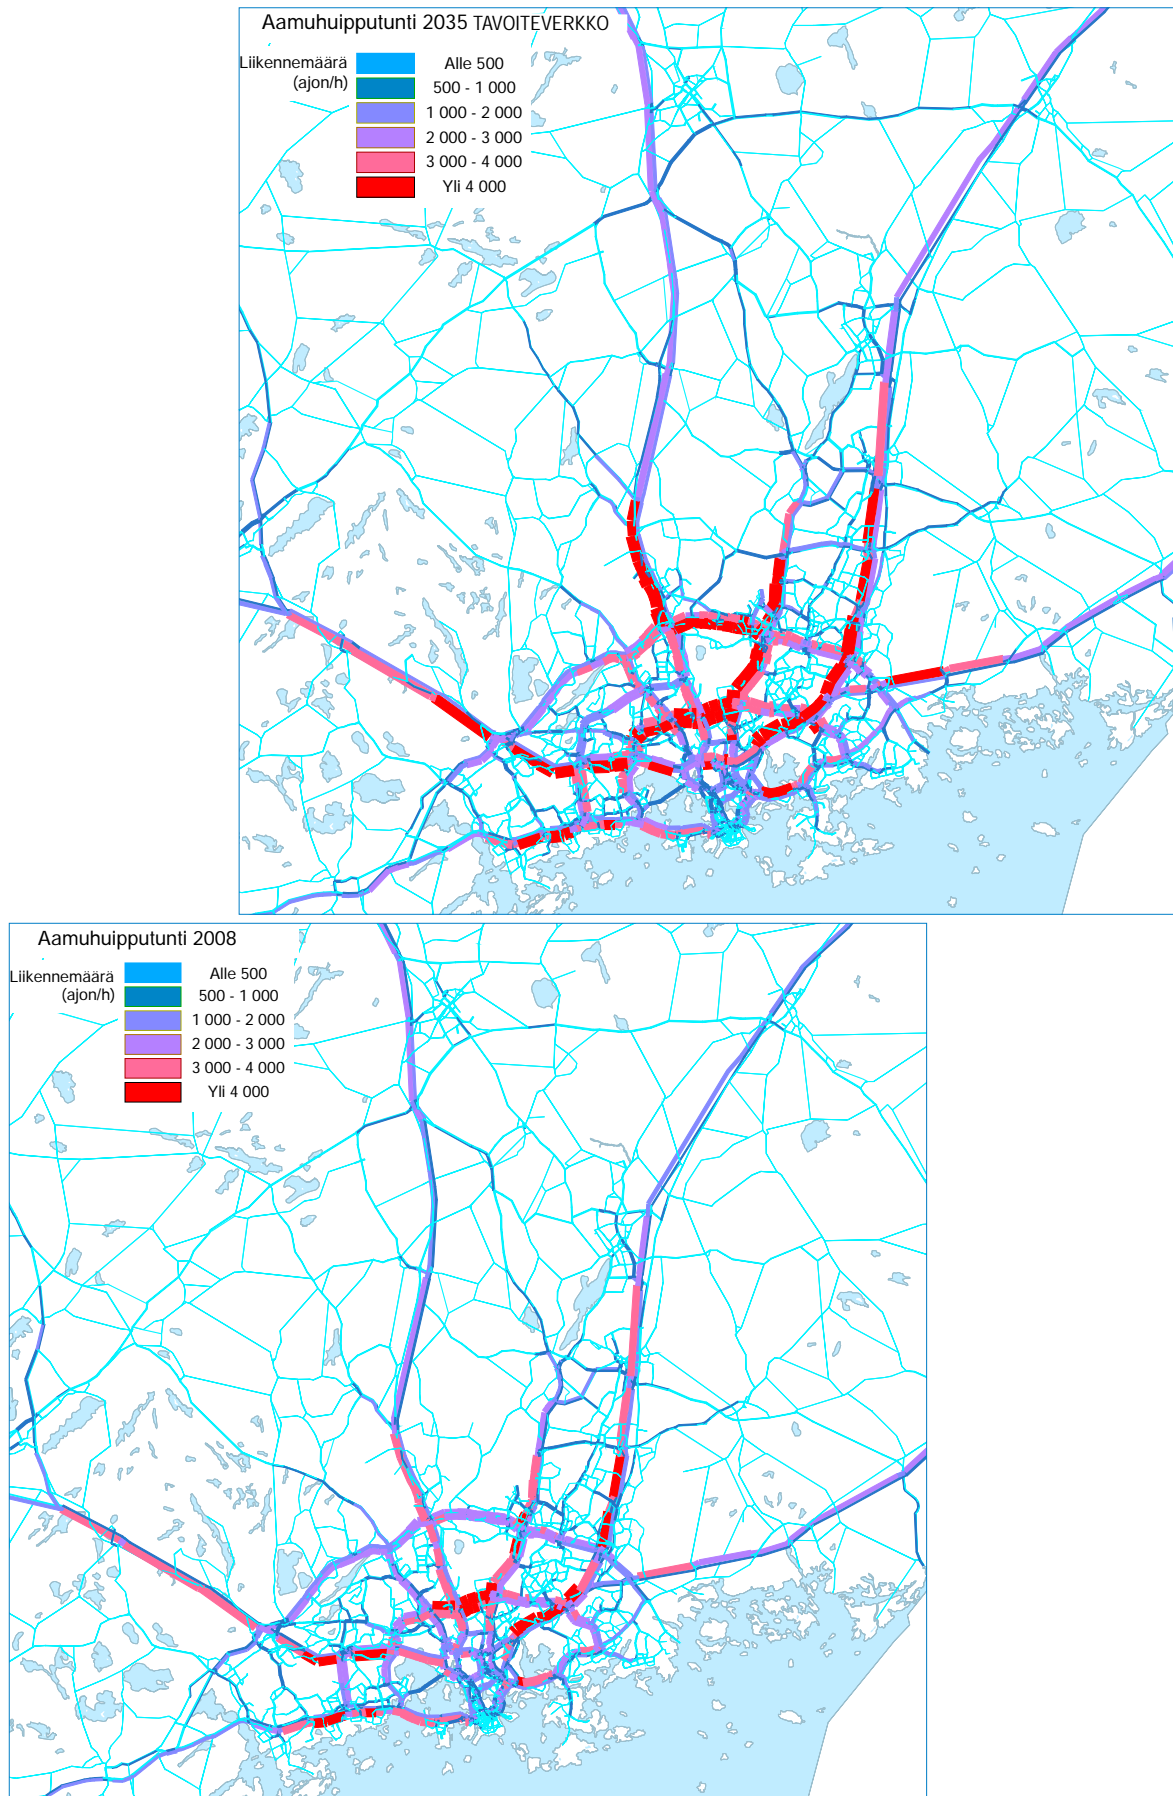 Aamuhuipputunti 2035 TAVOITEVERKKO
Liikennemäärä
(ajon/h)
Alle 500
500 - 1 000
1 000 - 2 000
2 000 - 3 000
3 000 - 4 000
Yli 4 000
Aamuhuipputunti 2008
Liikennemäärä
(ajon/h)
Alle 500
500 - 1 000
1 000 - 2 000
2 000 - 3 000
3 000 - 4 000
Yli 4 000